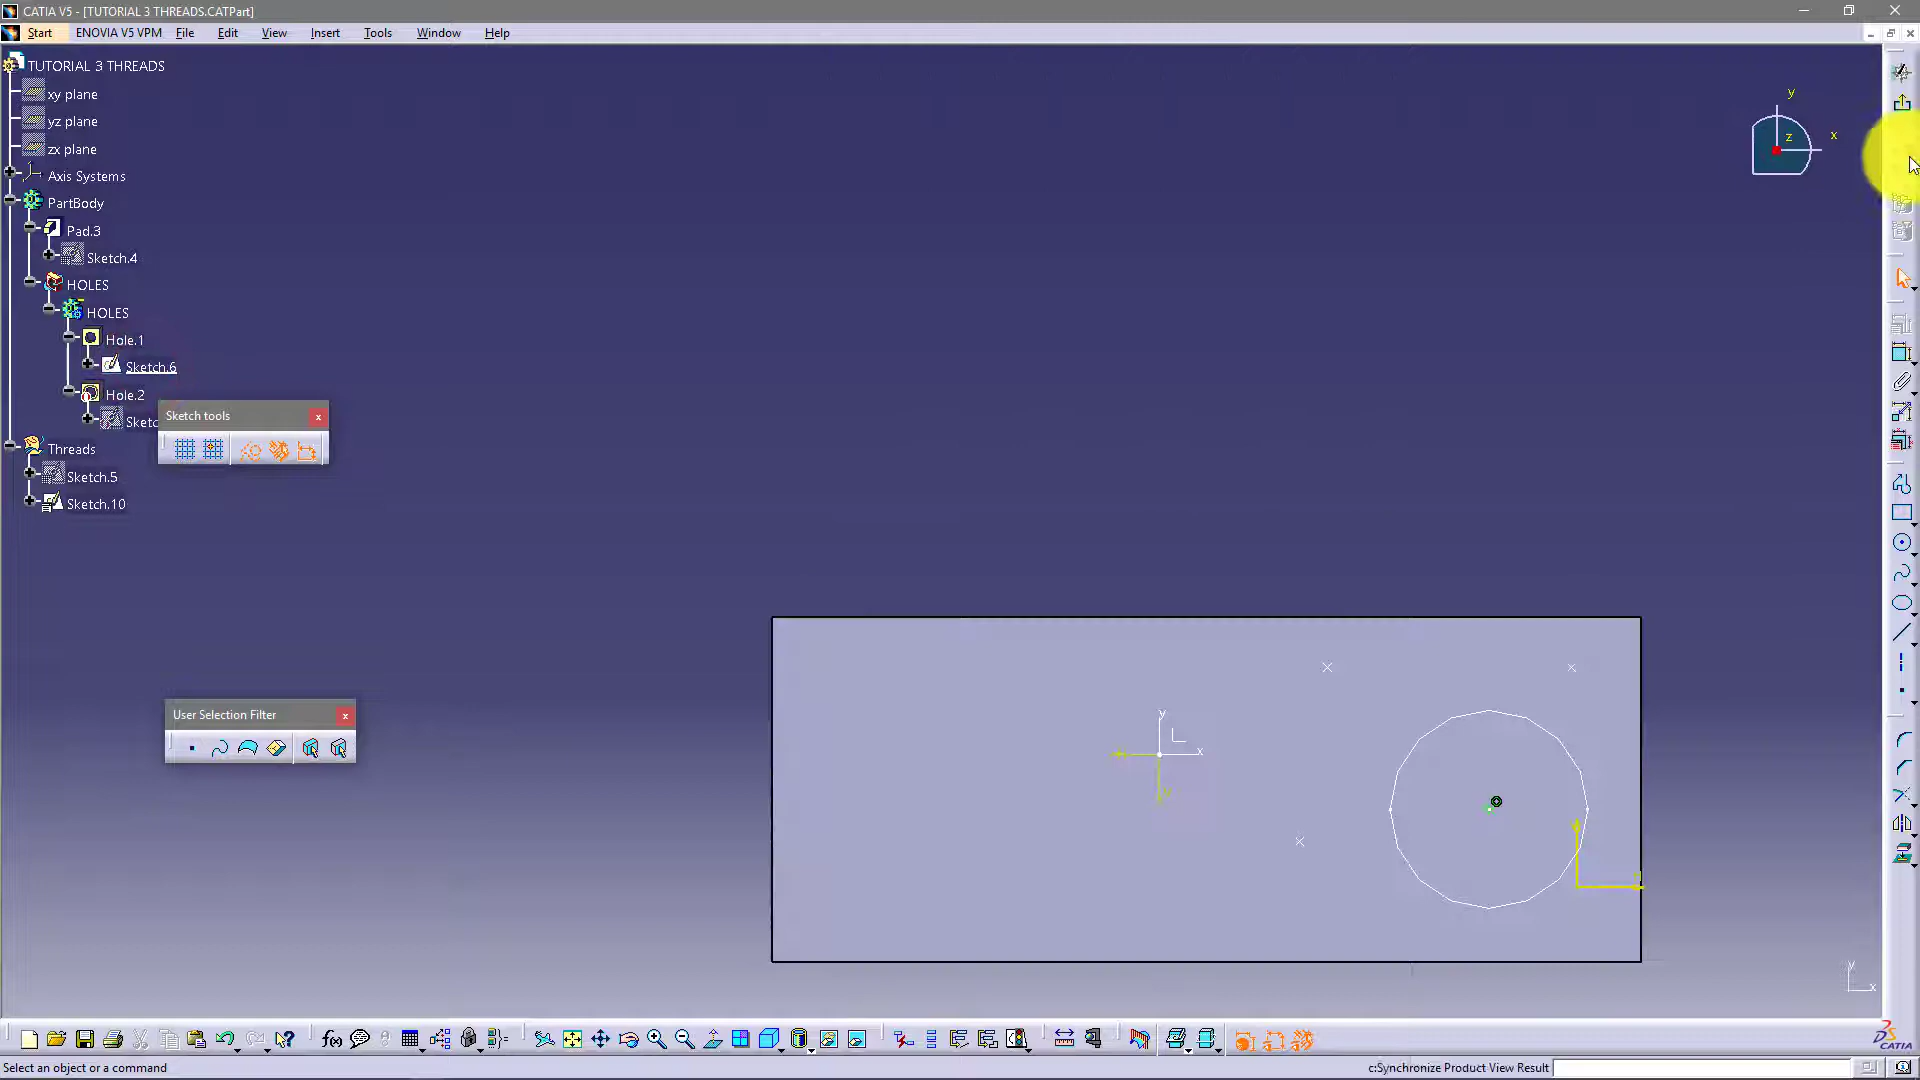 CATIA V5 - [TUTORIAL 3 THREADS.CATPart]
Start ENOVIA V5 VPM File Edit View Insert Tools Window Help
TUTORIAL 3 THREADS
xy plane
yz plane
zx plane
Axis Systems
PartBody
Pad.3
Sketch.4
HOLES
HOLES
Hole.1
Sketch.6
Hole.2
Sketc
Threads
Sketch.5
Sketch.10
Sketch tools
User Selection Filter
y
x
z
y
x
y
x
CATIA
Select an object or a command
c:Synchronize Product View Result